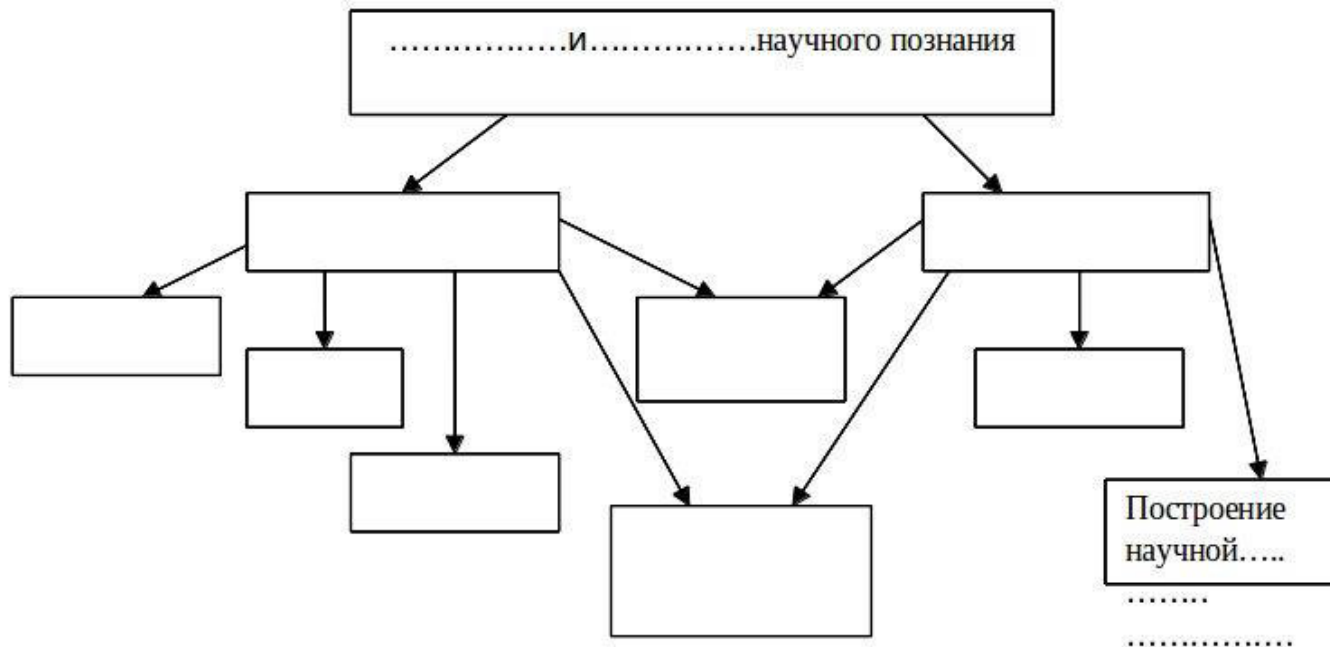 ………………и……………научного познания
Построение
научной…..
……..
……………